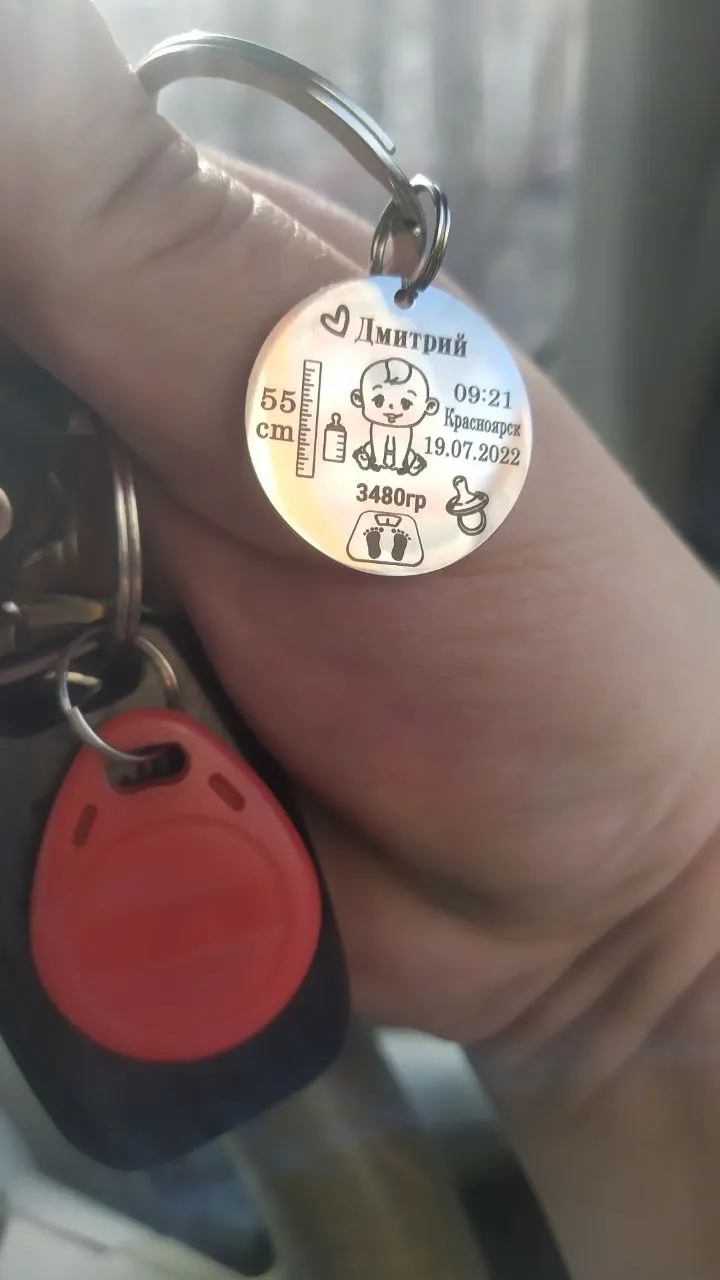 Дмитрий
55
cm
09:21
Красноярск
19.07.2022
3480гр